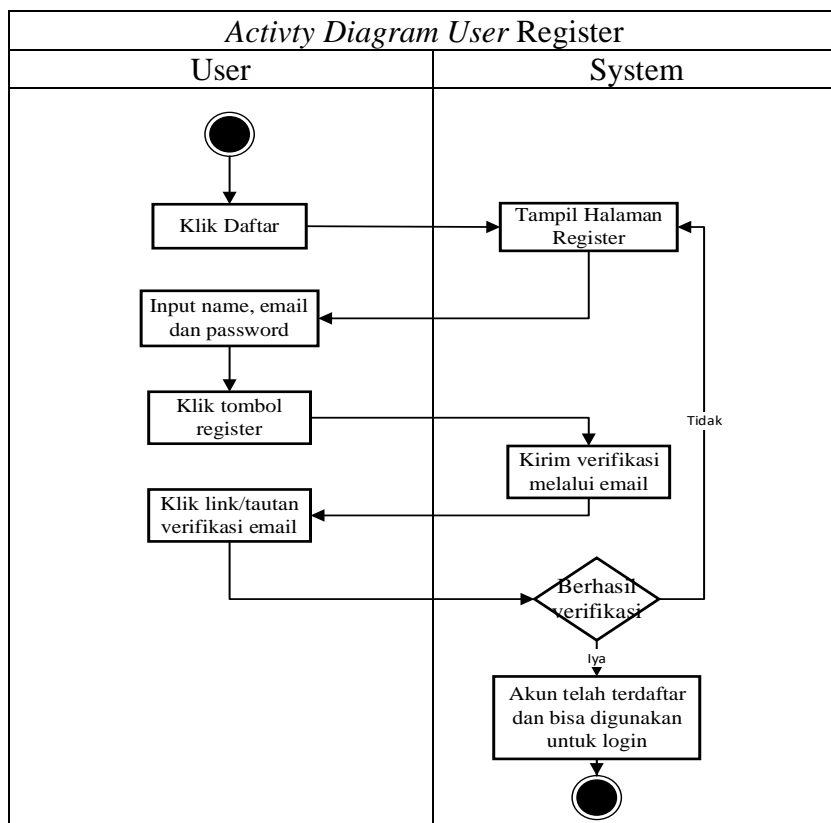 Activty Diagram User Register
User
System
Klik Daftar
Tampil Halaman
Register
Input name, email
dan password
Klik tombol
register
Tidak
Kirim verifikasi
melalui email
Klik link/tautan
verifikasi email
Berhasil
verifikasi
Iya
Akun telah terdaftar
dan bisa digunakan
untuk login